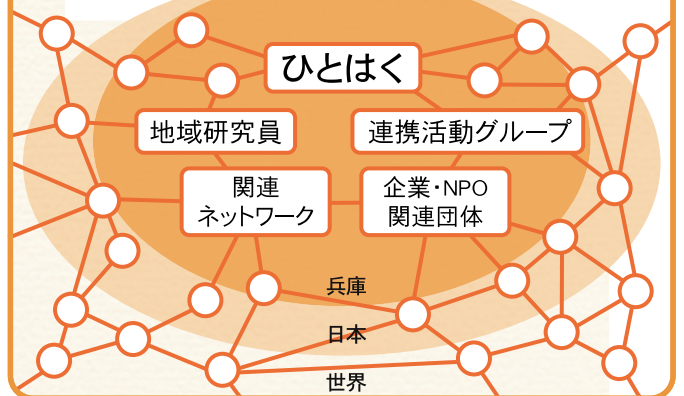 ひとはく
地域研究員
連携活動グループ
関連
ネットワーク
企業・NPO
関連団体
兵庫
日本
世界